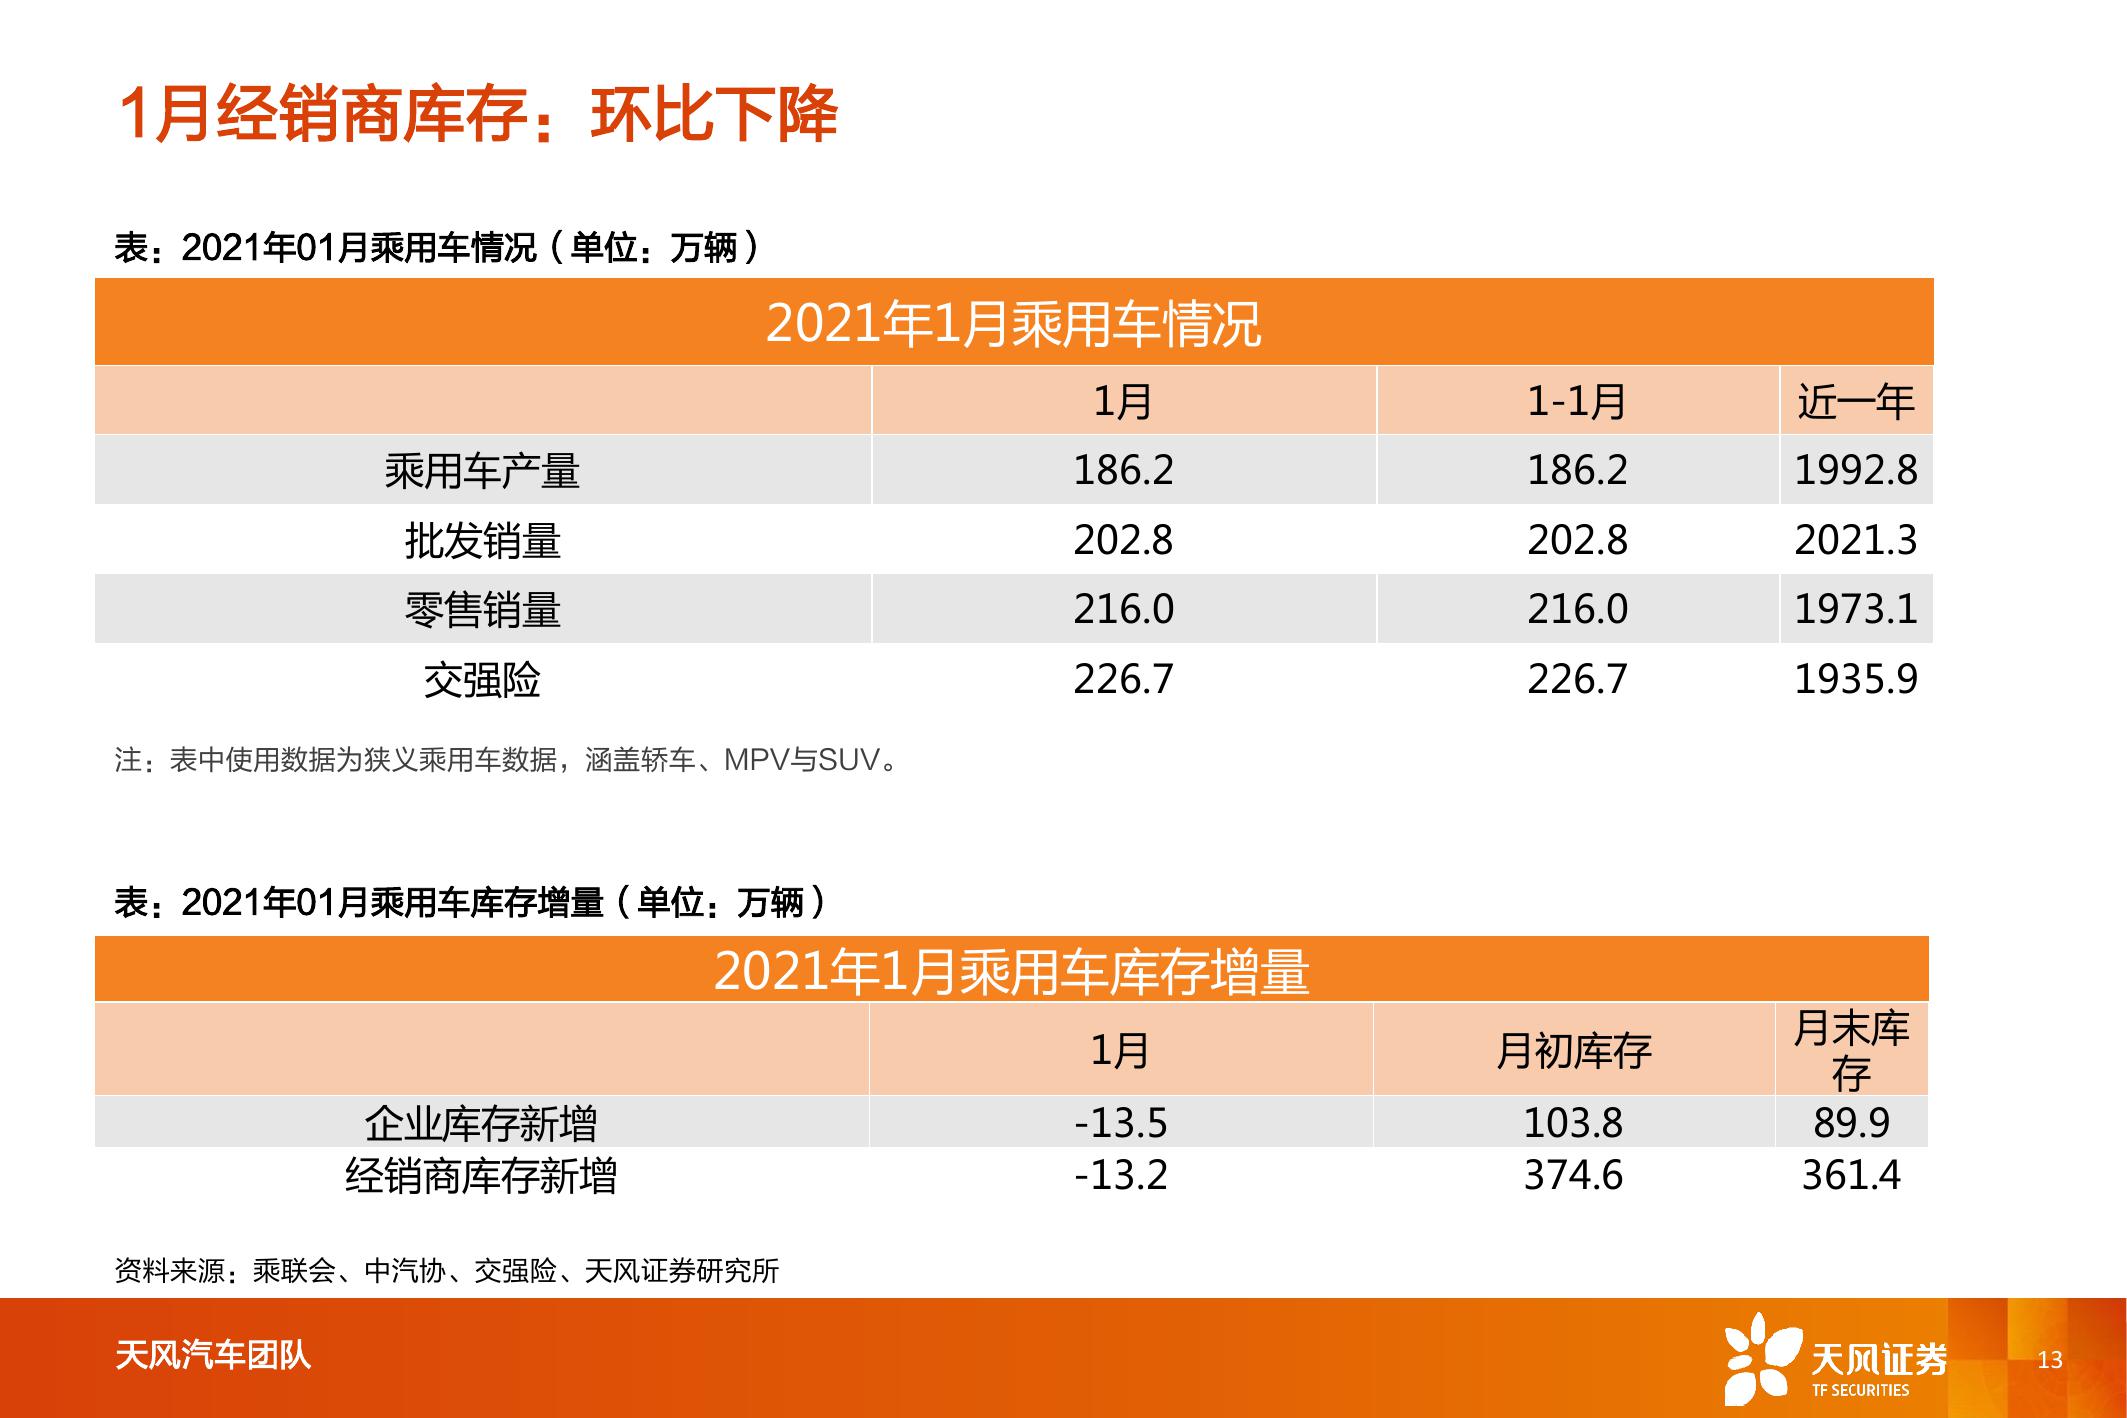 1月经销商库存：环比下降
表：2021年01月乘用车情况（单位：万辆）
2021年1月乘用车情况
1月 1-1月 近一年
乘用车产量 186.2 186.2 1992.8
批发销量 202.8 202.8 2021.3
零售销量 216.0 216.0 1973.1
交强险 226.7 226.7 1935.9
注：表中使用数据为狭义乘用车数据，涵盖轿车、MPV与SUV。
表：2021年01月乘用车库存增量（单位：万辆）
2021年1月乘用车库存增量
1月 月初库存 月末库
存
企业库存新增 -13.5 103.8 89.9
经销商库存新增 -13.2 374.6 361.4
资料来源：乘联会、中汽协、交强险、天风证券研究所
天风汽车团队
天风证券
TF SECURITIES
13